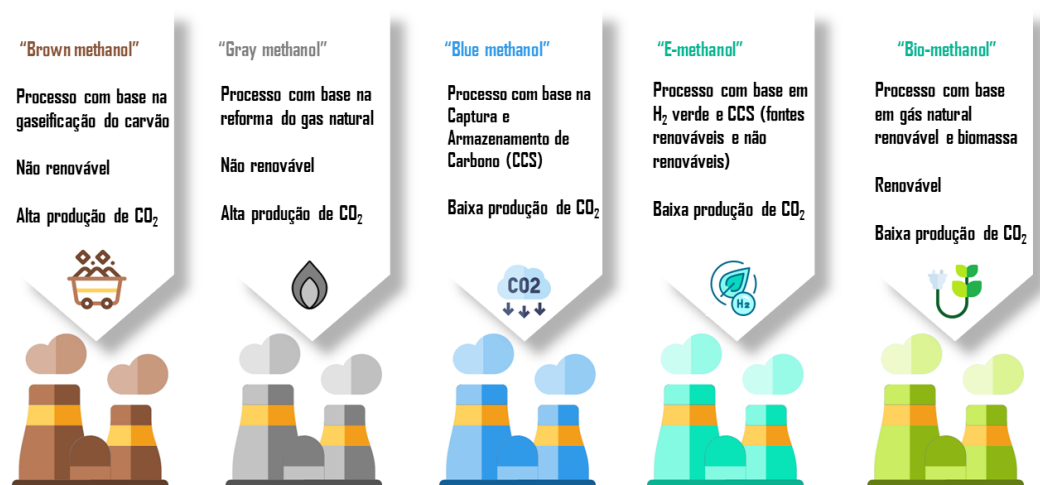 “Brown methanol”
Processo com base na
gaseificação do carvão
Não renovável
Alta produção de CO₂
“Gray methanol”
Processo com base na
reforma do gas natural
Não renovável
Alta produção de CO₂
“Blue methanol”
Processo com base na
Captura e
Armazenamento de
Carbono (CCS)
Baixa produção de CO₂
CO2
“E-methanol”
Processo com base em
H₂ verde e CCS (fontes
renováveis e não
renováveis)
Baixa produção de CO₂
H₂
“Bio-methanol”
Processo com base
em gás natural
renovável e biomassa
Renovável
Baixa produção de CO₂